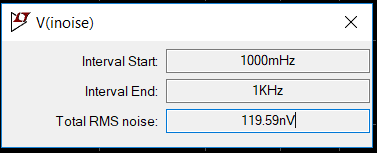 V(inoise)
Interval Start: 1000mHz
Interval End: 1KHz
Total RMS noise: 119.59nV